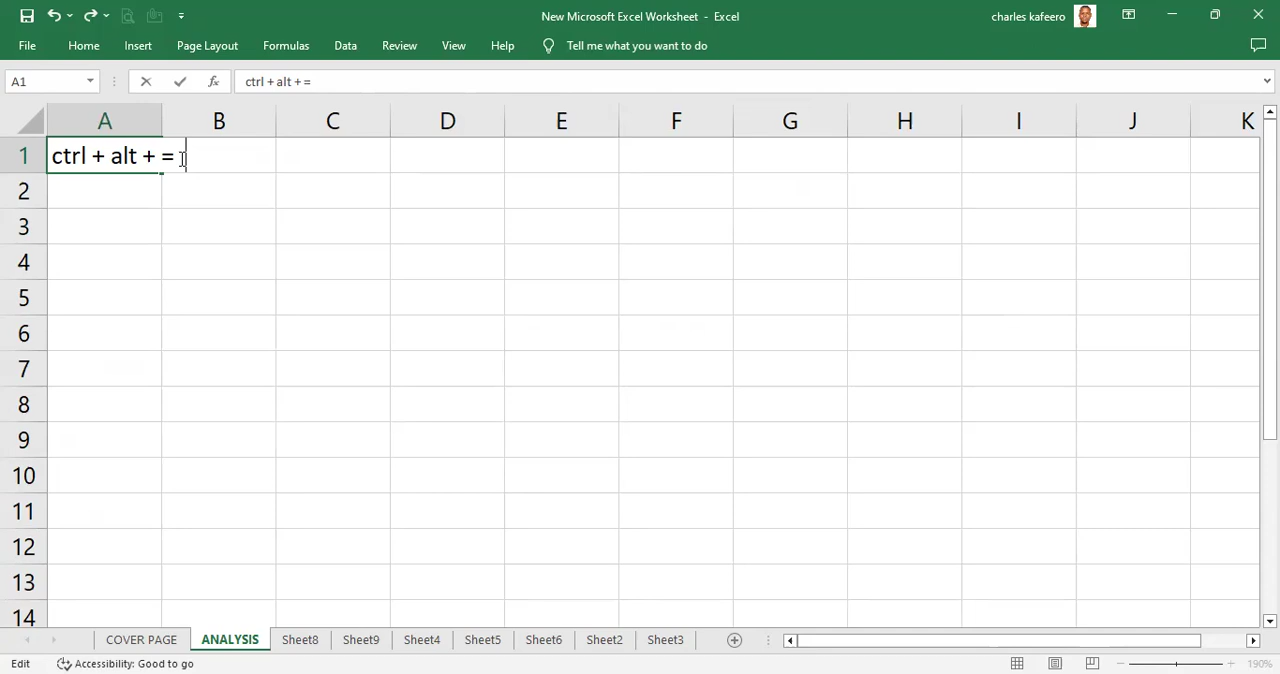 New Microsoft Excel Worksheet - Excel
charles kafeero
File Home Insert Page Layout Formulas Data Review View Help Tell me what you want to do
A1 fx ctrl + alt + =
A B C D E F G H I J K
1 ctrl + alt + =
2
3
4
5
6
7
8
9
10
11
12
13
14
COVER PAGE ANALYSIS Sheet8 Sheet9 Sheet4 Sheet5 Sheet6 Sheet2 Sheet3
Edit Accessibility: Good to go 190%